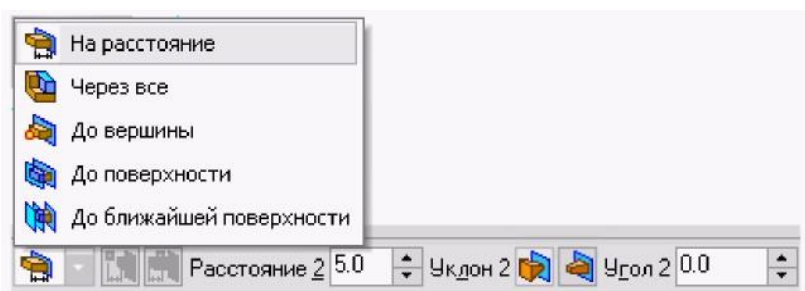 На расстояние
Через все
До вершины
До поверхности
До ближайшей поверхности
Расстояние 2 5.0 Уклон 2 Угол 2 0.0